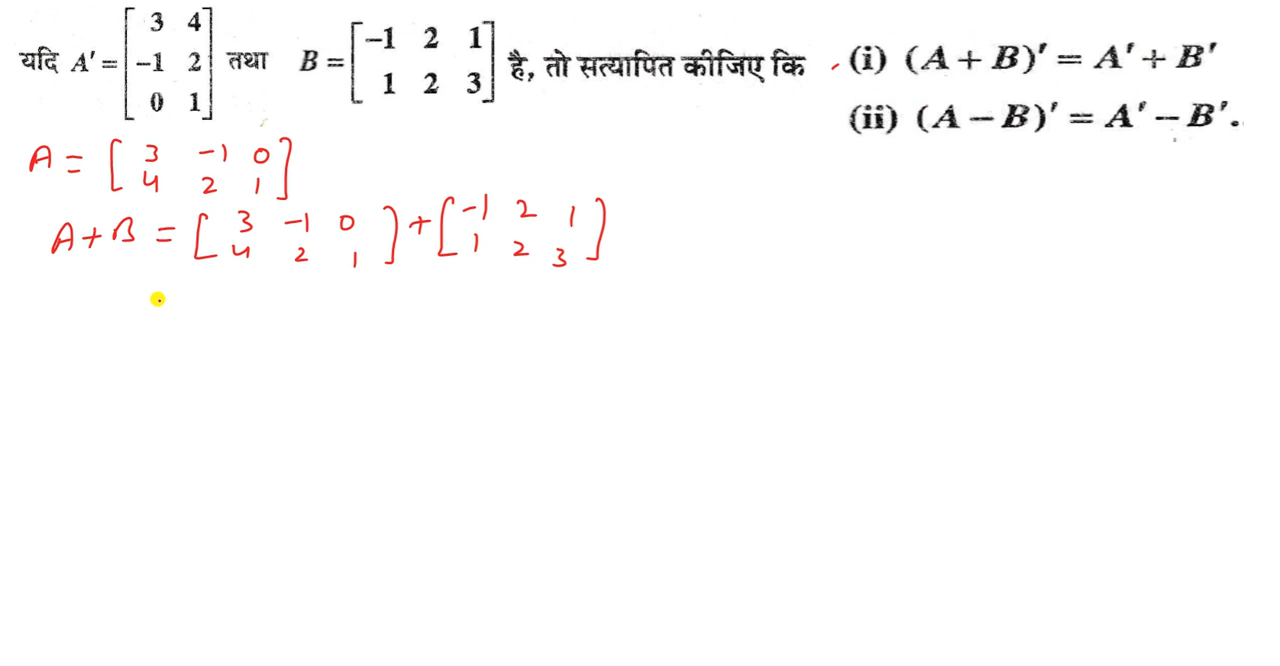 यदि A′ = [3 4; −1 2; 0 1] तथा B = [−1 2 1; 1 2 3] है, तो सत्यापित कीजिए कि (i) (A + B)′ = A′ + B′
(ii) (A − B)′ = A′ − B′.
A = [3 −1 0; 4 2 1]
A + B = [3 −1 0; 4 2 1] + [−1 2 1; 1 2 3]